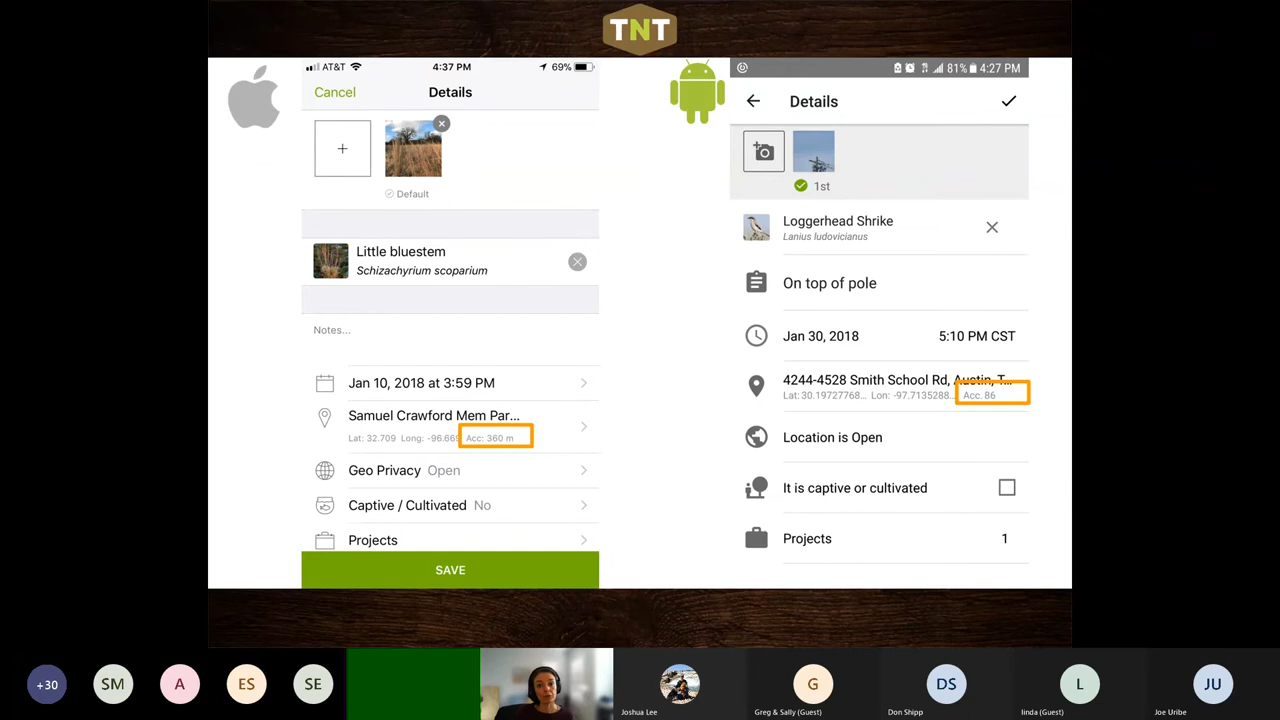 TNT
AT&T 4:37 PM 69%
Cancel Details
Default
Little bluestem
Schizachyrium scoparium
Notes...
Jan 10, 2018 at 3:59 PM
Samuel Crawford Mem Par...
Lat: 32.709 Long: -96.669 Acc: 360 m
Geo Privacy Open
Captive / Cultivated No
Projects
SAVE
81% 4:27 PM
Details
1st
Loggerhead Shrike
Lanius ludovicianus
On top of pole
Jan 30, 2018 5:10 PM CST
4244-4528 Smith School Rd, Austin, T...
Lat: 30.19727768... Lon: -97.7135288... Acc. 86
Location is Open
It is captive or cultivated
Projects 1
+30 SM A ES SE G DS L JU
Joshua Lee Greg & Sally (Guest) Don Shipp linda (Guest) Joe Uribe